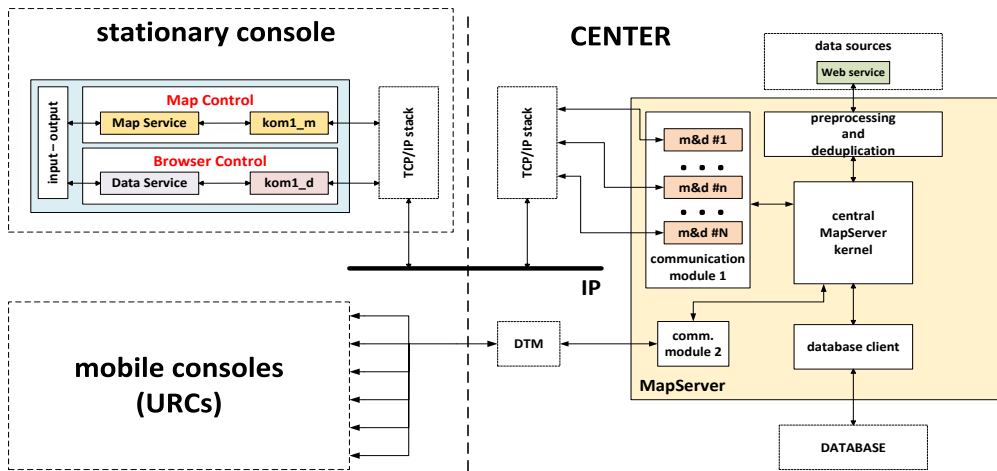 stationary console
Map Control
Map Service
kom1_m
Browser Control
Data Service
kom1_d
input – output
TCP/IP stack
CENTER
TCP/IP stack
data sources
Web service
preprocessing
and
deduplication
m&d #1
• • •
m&d #n
• • •
m&d #N
communication
module 1
central
MapServer
kernel
IP
mobile consoles
(URCs)
DTM
comm.
module 2
database client
MapServer
DATABASE